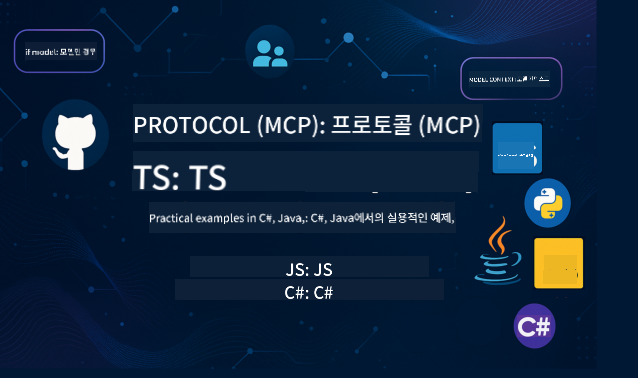 if model: 모델인 경우
MODEL CONTEXT
PROTOCOL (MCP): 프로토콜 (MCP)
TS: TS
Practical examples in C#, Java,: C#, Java에서의 실용적인 예제,
JS: JS
C#: C#
C#